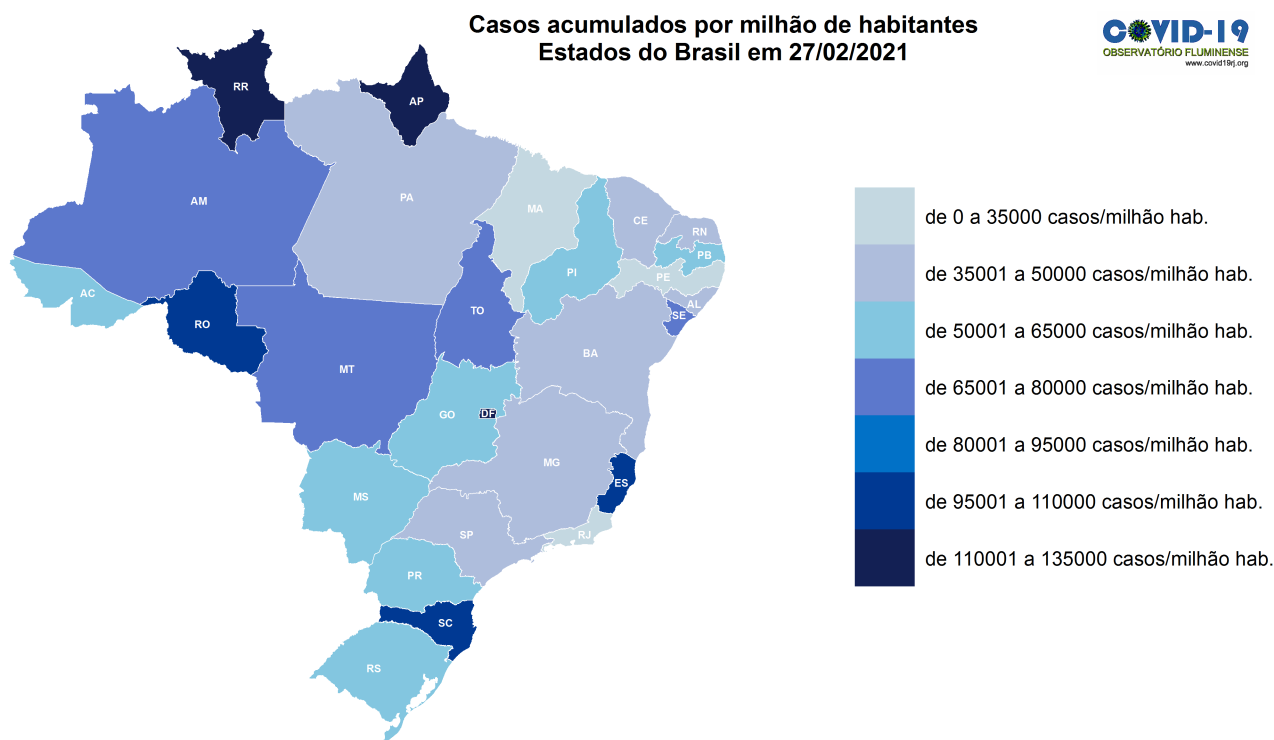 Casos acumulados por milhão de habitantes
Estados do Brasil em 27/02/2021
COVID-19
OBSERVATÓRIO FLUMINENSE
www.covid19rj.org
RR
AP
AM
PA
MA
CE
RN
PB
PI
PE
AC
AL
TO
SE
RO
BA
MT
GO
DF
MG
ES
MS
SP
RJ
PR
SC
RS
de 0 a 35000 casos/milhão hab.
de 35001 a 50000 casos/milhão hab.
de 50001 a 65000 casos/milhão hab.
de 65001 a 80000 casos/milhão hab.
de 80001 a 95000 casos/milhão hab.
de 95001 a 110000 casos/milhão hab.
de 110001 a 135000 casos/milhão hab.